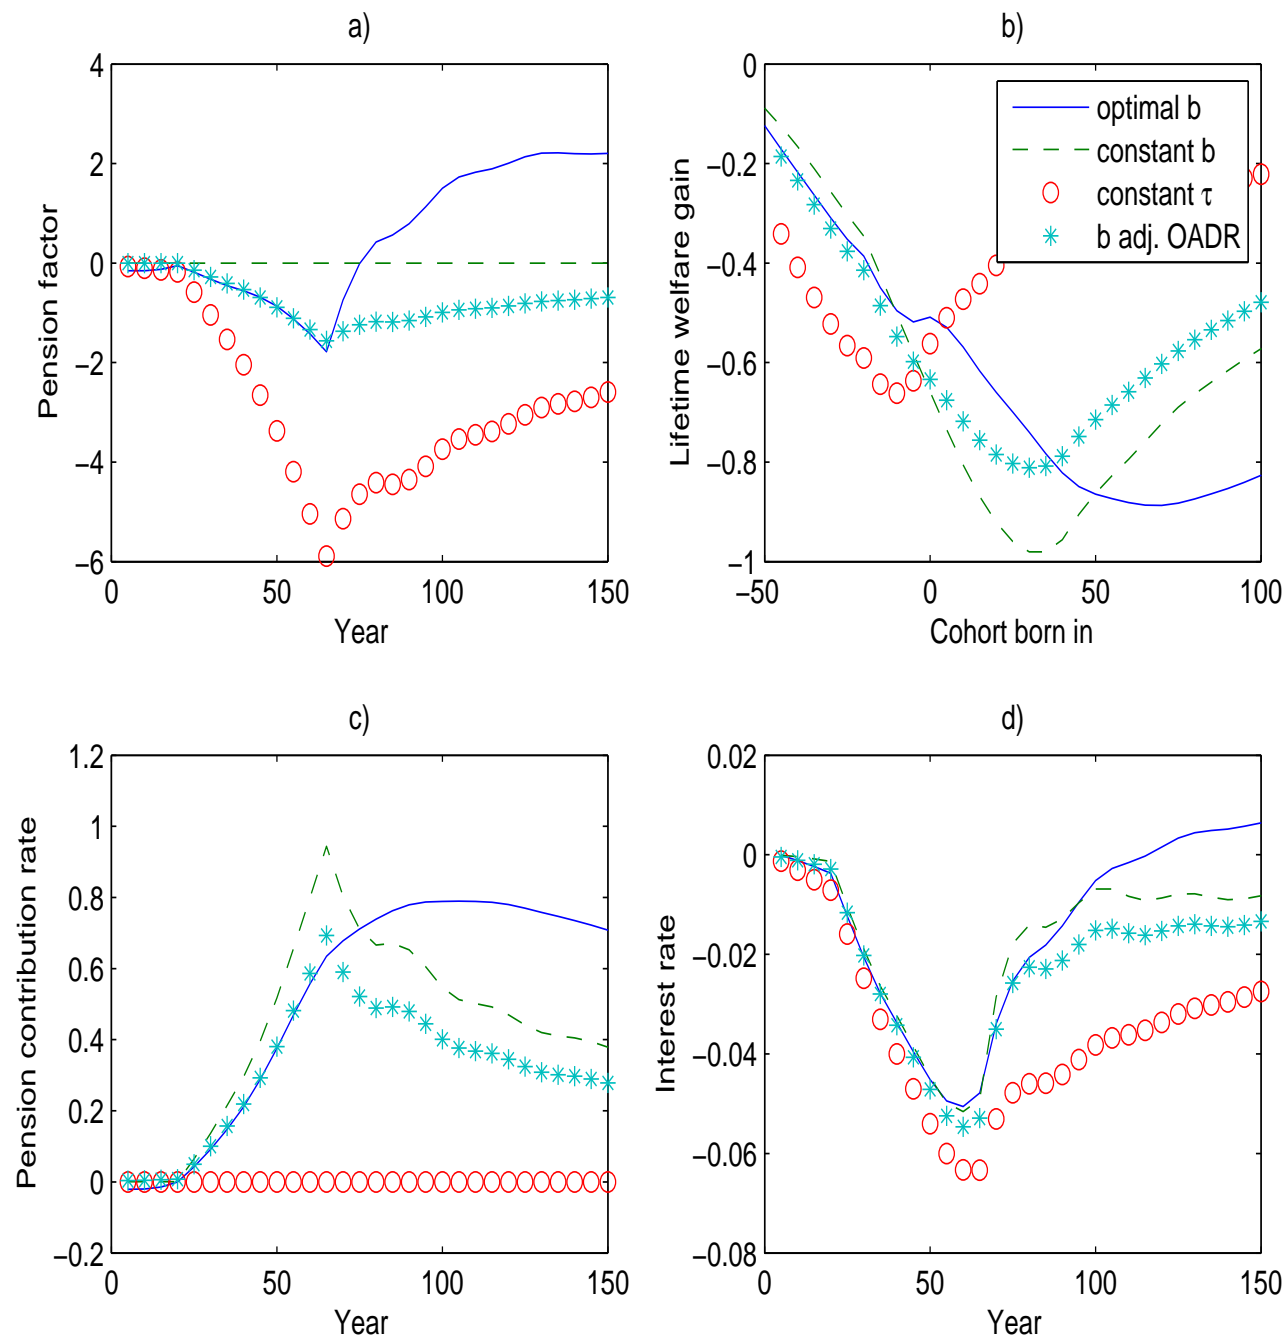 a)
4
2
0
−2
−4
−6
Pension factor
0
50
100
150
Year
b)
0
−0.2
−0.4
−0.6
−0.8
−1
Lifetime welfare gain
optimal b
constant b
constant τ
b adj. OADR
−50
0
50
100
Cohort born in
c)
1.2
1
0.8
0.6
0.4
0.2
0
−0.2
Pension contribution rate
0
50
100
150
Year
d)
0.02
0
−0.02
−0.04
−0.06
−0.08
Interest rate
0
50
100
150
Year